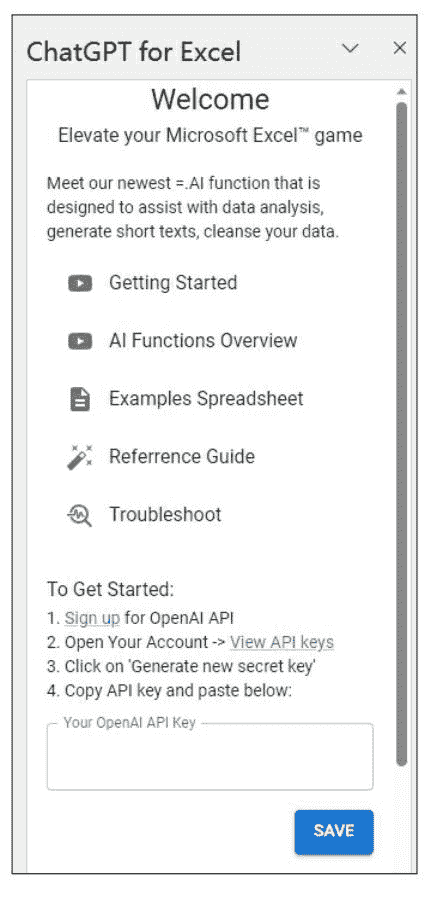 ChatGPT for Excel
Welcome
Elevate your Microsoft Excel™ game
Meet our newest =.AI function that is
designed to assist with data analysis,
generate short texts, cleanse your data.
Getting Started
AI Functions Overview
Examples Spreadsheet
Referrence Guide
Troubleshoot
To Get Started:
1. Sign up for OpenAI API
2. Open Your Account -> View API keys
3. Click on 'Generate new secret key'
4. Copy API key and paste below:
Your OpenAI API Key
SAVE